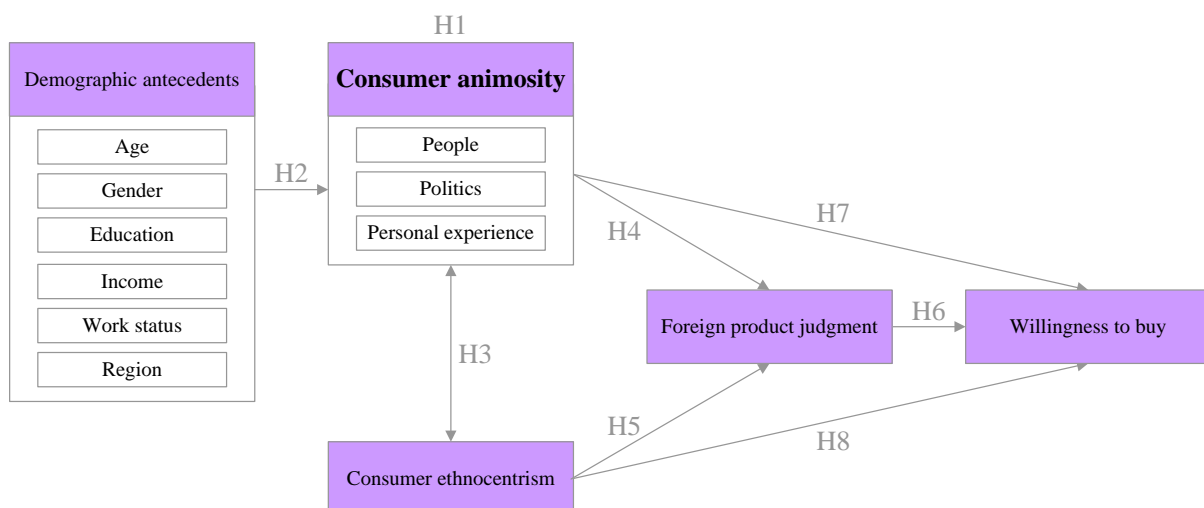 H1
Demographic antecedents
Age
Gender
Education
Income
Work status
Region
H2
Consumer animosity
People
Politics
Personal experience
H3
Consumer ethnocentrism
H4
H5
H7
Foreign product judgment
H6
Willingness to buy
H8